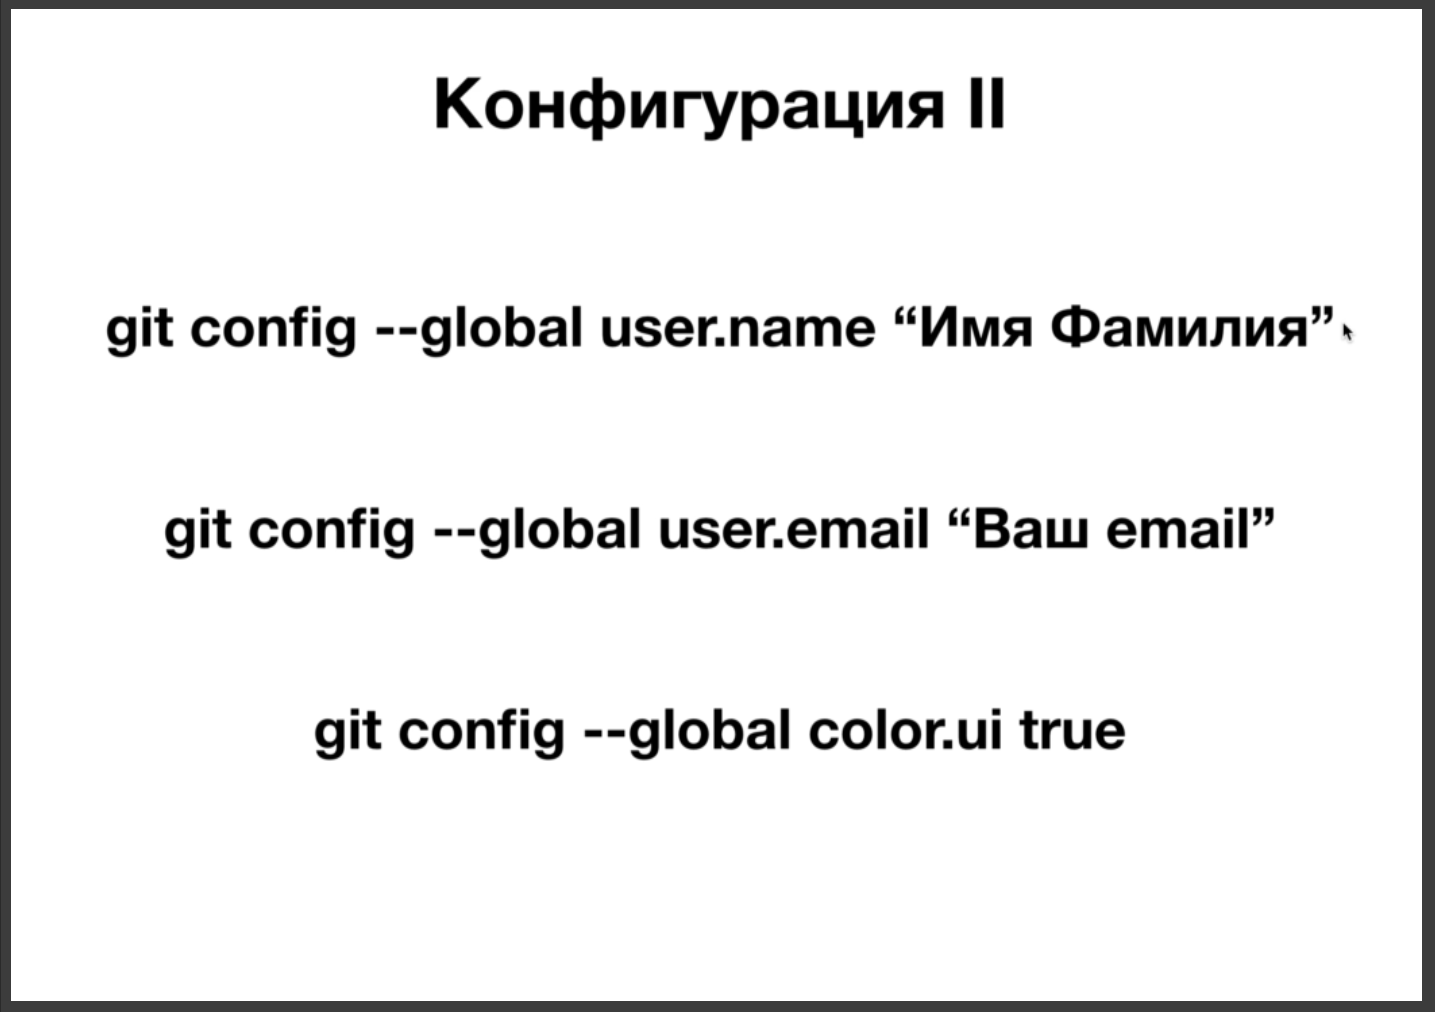 Конфигурация II
git config --global user.name “Имя Фамилия”
git config --global user.email “Ваш email”
git config --global color.ui true